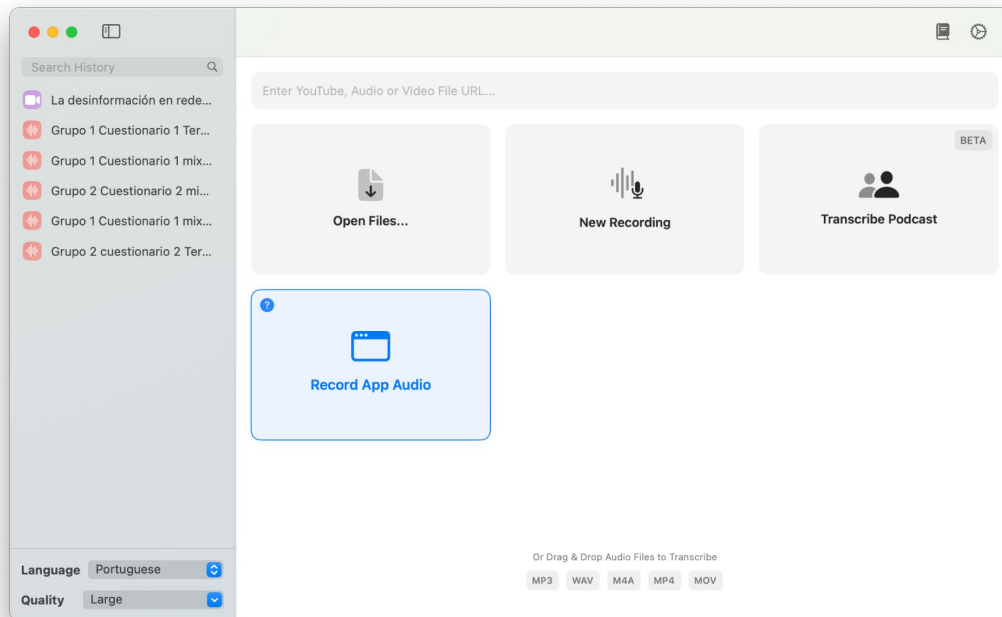 Search History
La desinformación en rede...
Grupo 1 Cuestionario 1 Ter...
Grupo 1 Cuestionario 1 mix...
Grupo 2 Cuestionario 2 mi...
Grupo 1 Cuestionario 1 mix...
Grupo 2 cuestionario 2 Ter...
Language Portuguese
Quality Large
Enter YouTube, Audio or Video File URL...
Open Files...
New Recording
BETA
Transcribe Podcast
?
Record App Audio
Or Drag & Drop Audio Files to Transcribe
MP3 WAV M4A MP4 MOV